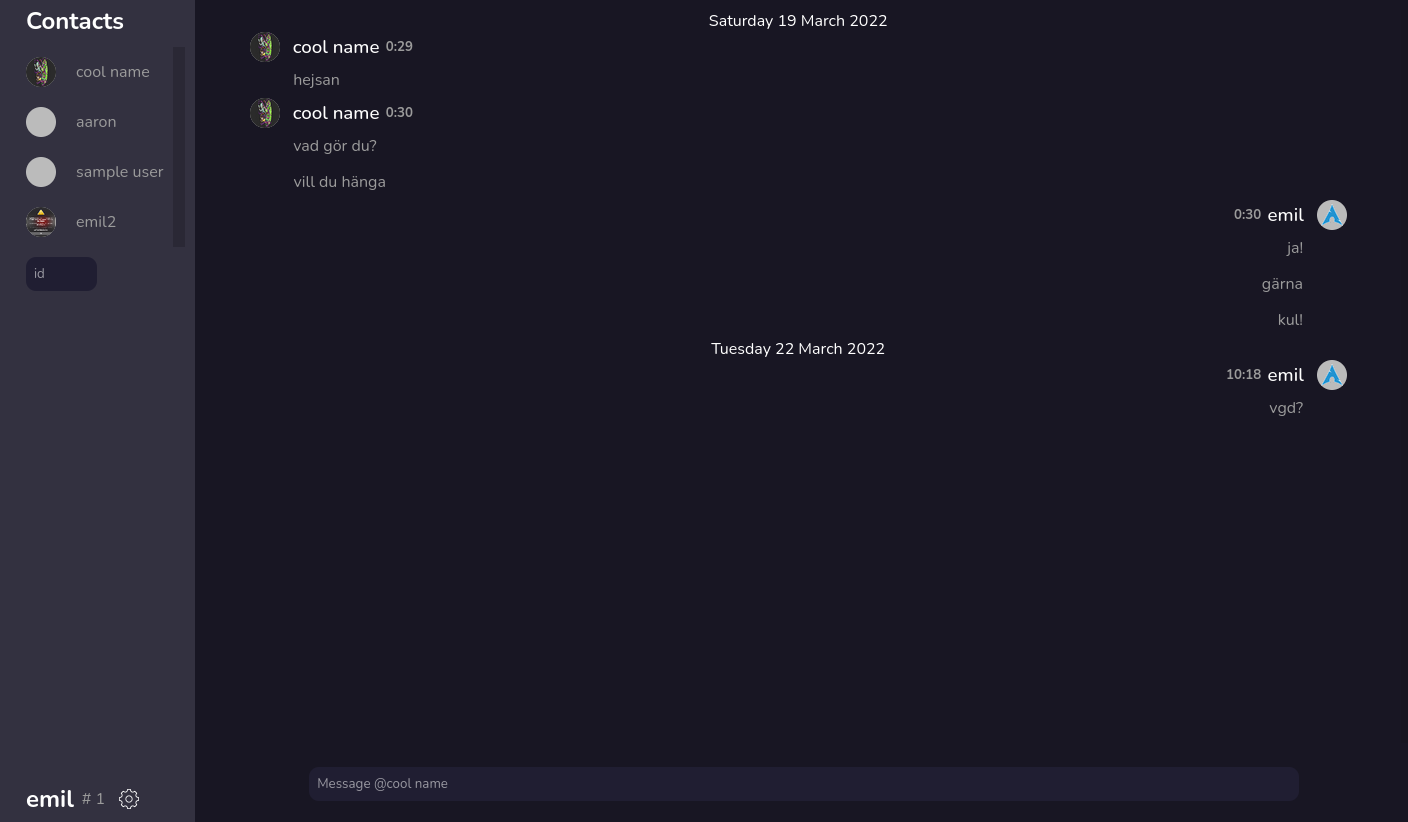 Contacts
cool name
aaron
sample user
emil2
id
emil # 1
Saturday 19 March 2022
cool name 0:29
hejsan
cool name 0:30
vad gör du?
vill du hänga
0:30 emil
ja!
gärna
kul!
Tuesday 22 March 2022
10:18 emil
vgd?
Message @cool name